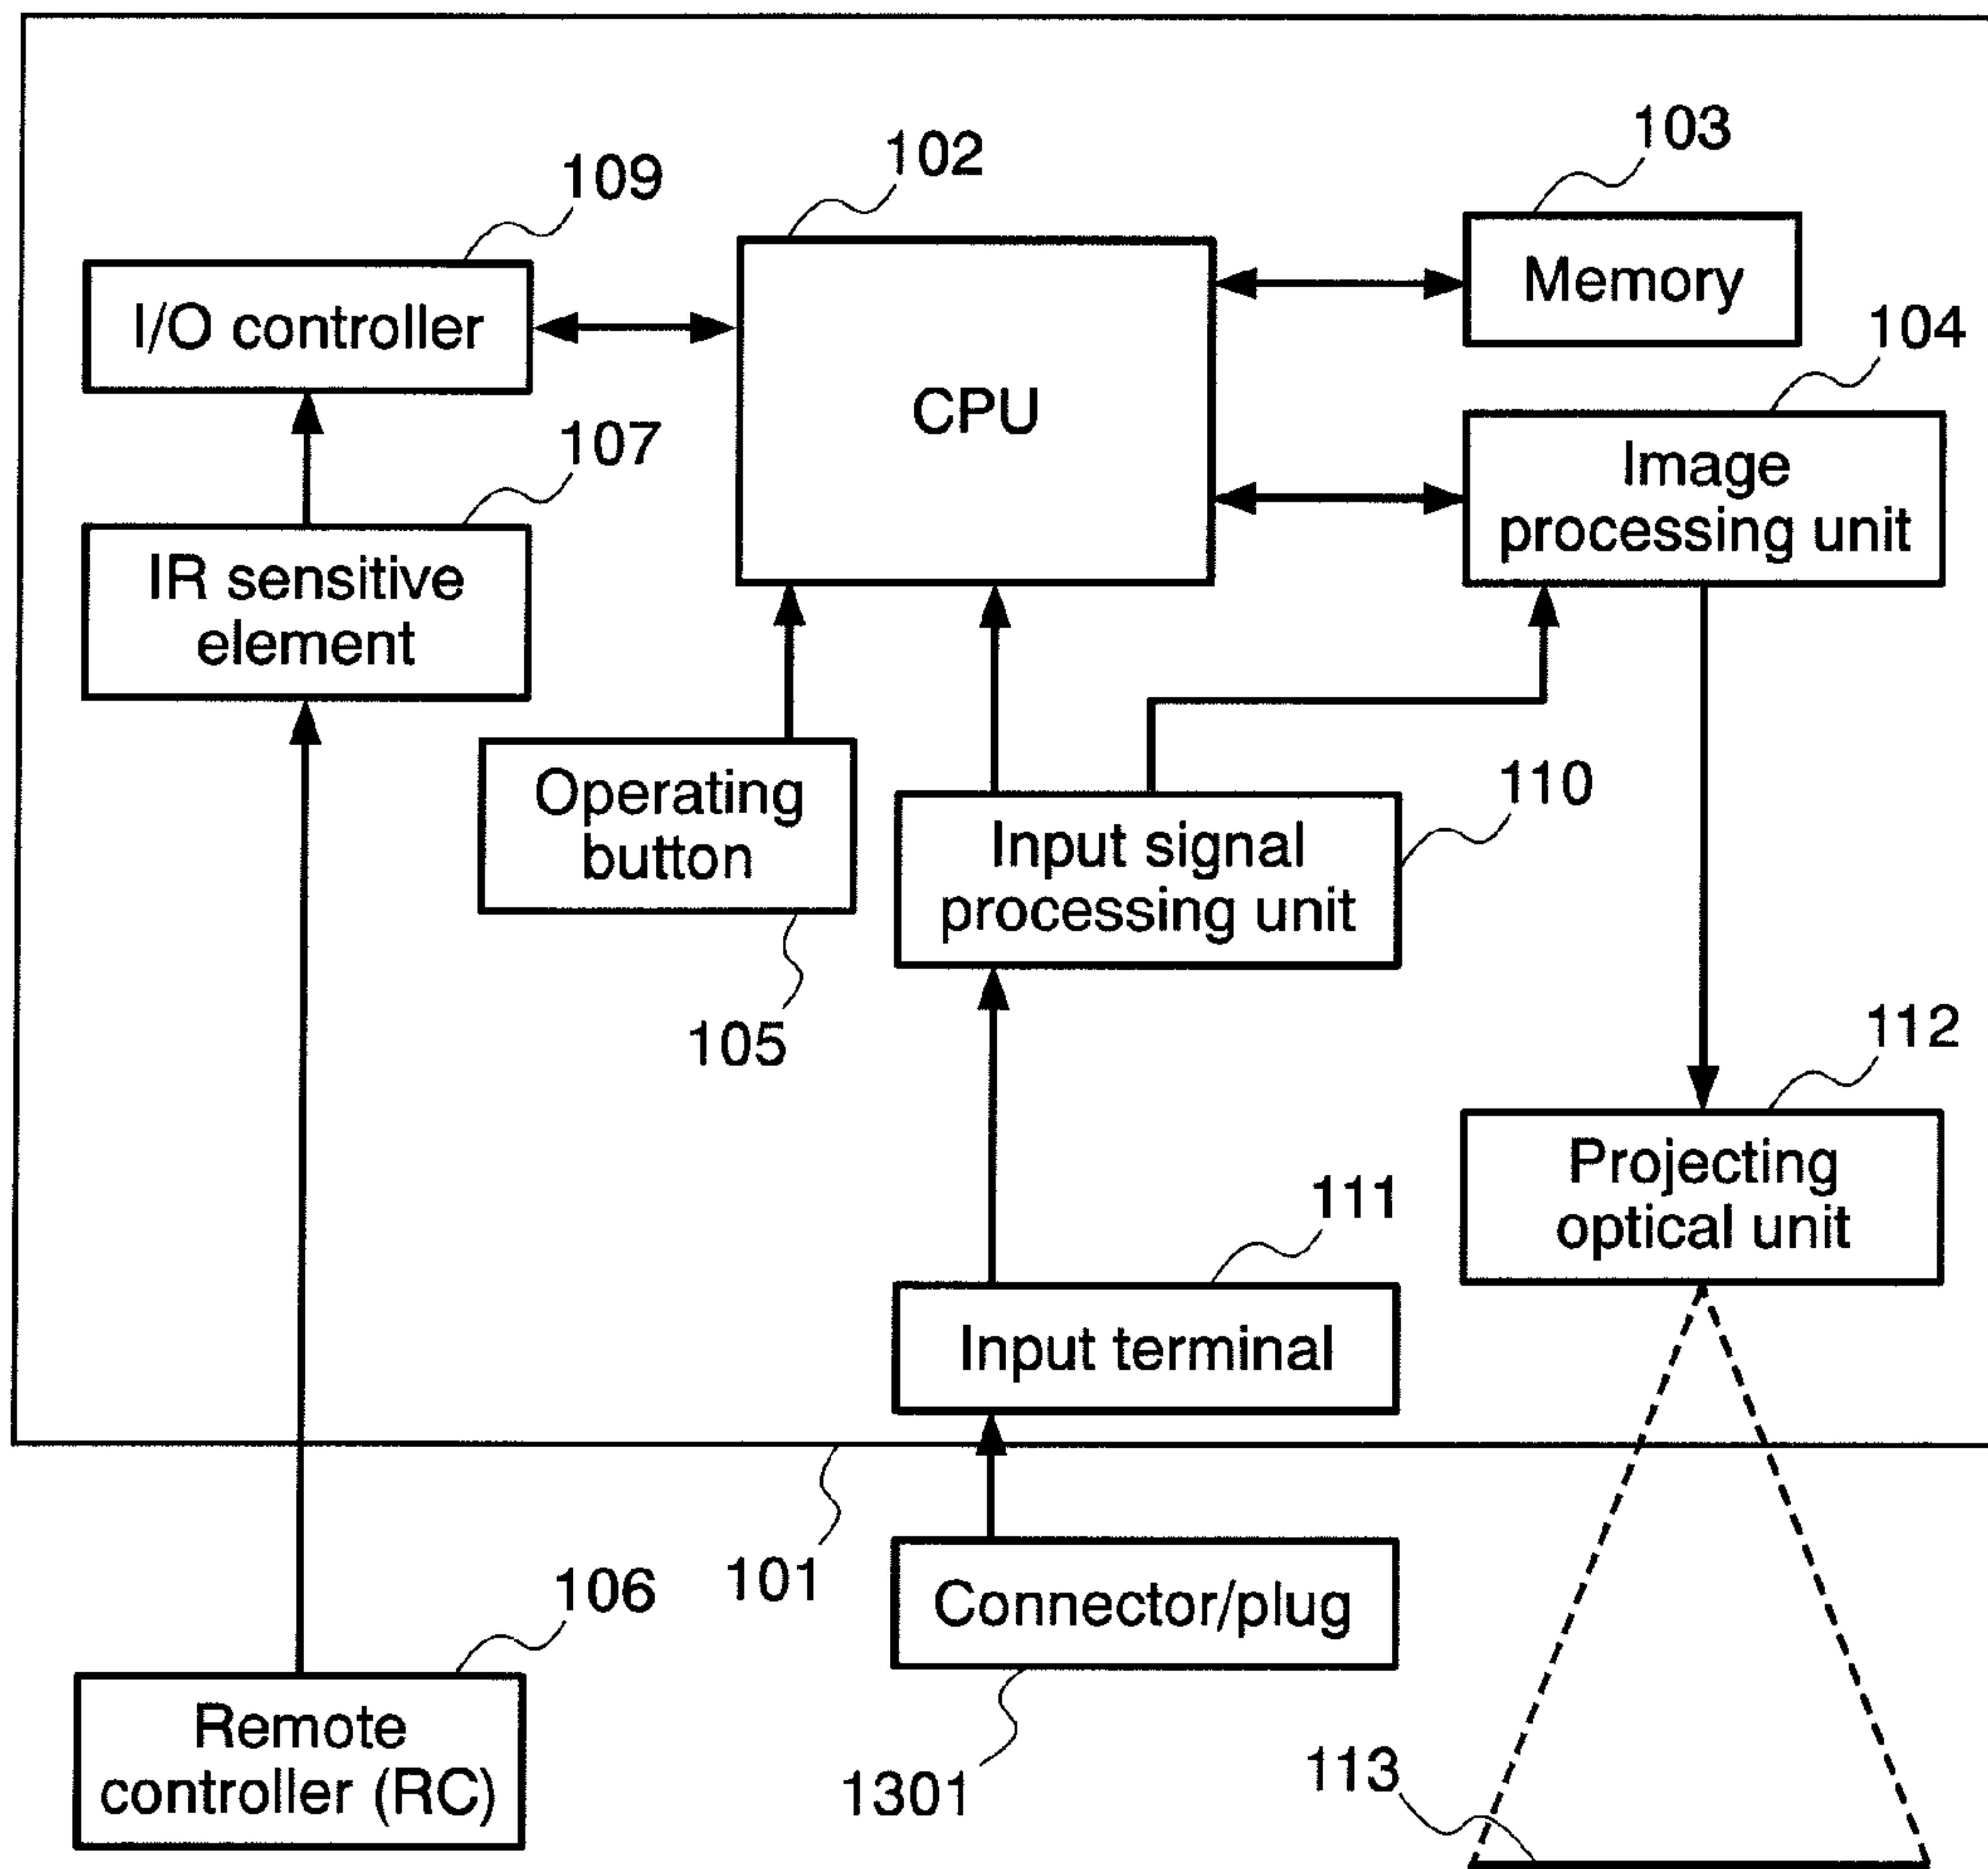 103
102
109
Memory
I/O controller
104
CPU
107
Image
processing unit
IR sensitive
element
Operating
button
110
Input signal
processing unit
105
112
Projecting
optical unit
111
Input terminal
101
106
Connector/plug
Remote
controller (RC)
1301
113